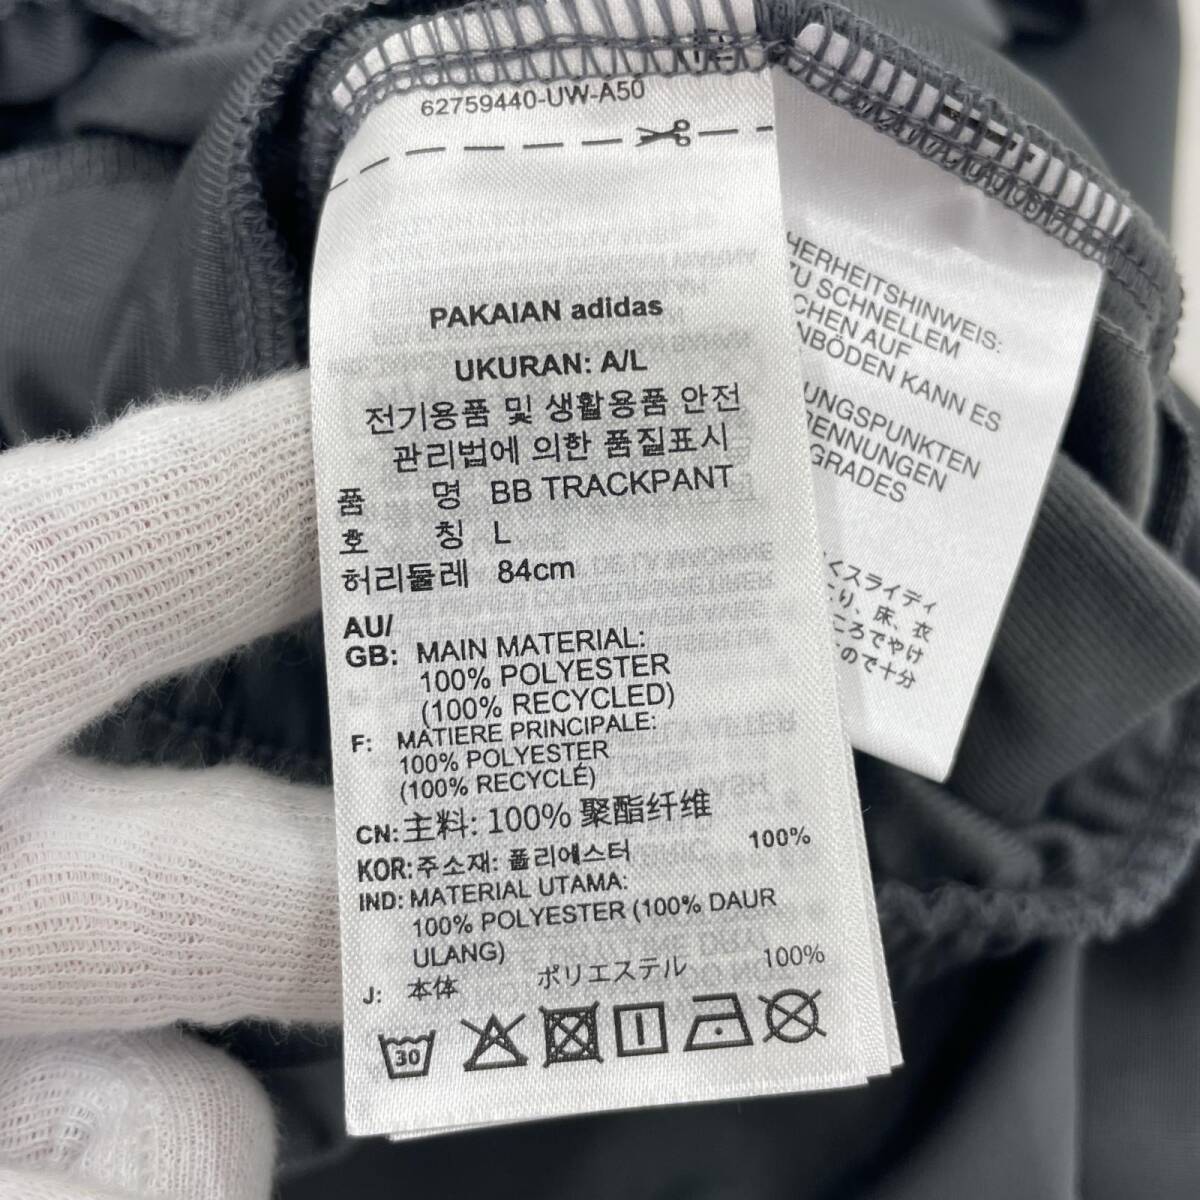 62759440-UW-A50
PAKAIAN adidas
UKURAN: A/L
전기용품 및 생활용품 안전
관리법에 의한 품질표시
품 명 BB TRACKPANT
호 칭 L
허리둘레 84cm
AU/
GB: MAIN MATERIAL:
100% POLYESTER
(100% RECYCLED)
F: MATIERE PRINCIPALE:
100% POLYESTER
(100% RECYCLÉ)
CN: 主料: 100% 聚酯纤维
KOR: 주소재: 폴리에스터 100%
IND: MATERIAL UTAMA:
100% POLYESTER (100% DAUR
ULANG)
J: 本体 ポリエステル 100%
30
HERHEITSHINWEIS:
ZU SCHNELLEM
CHEN AUF
NBÖDEN KANN ES
UNGSPUNKTEN
IENNUNGEN
GRADES
くスライディ
り、床、衣
ころでやけ
ので十分